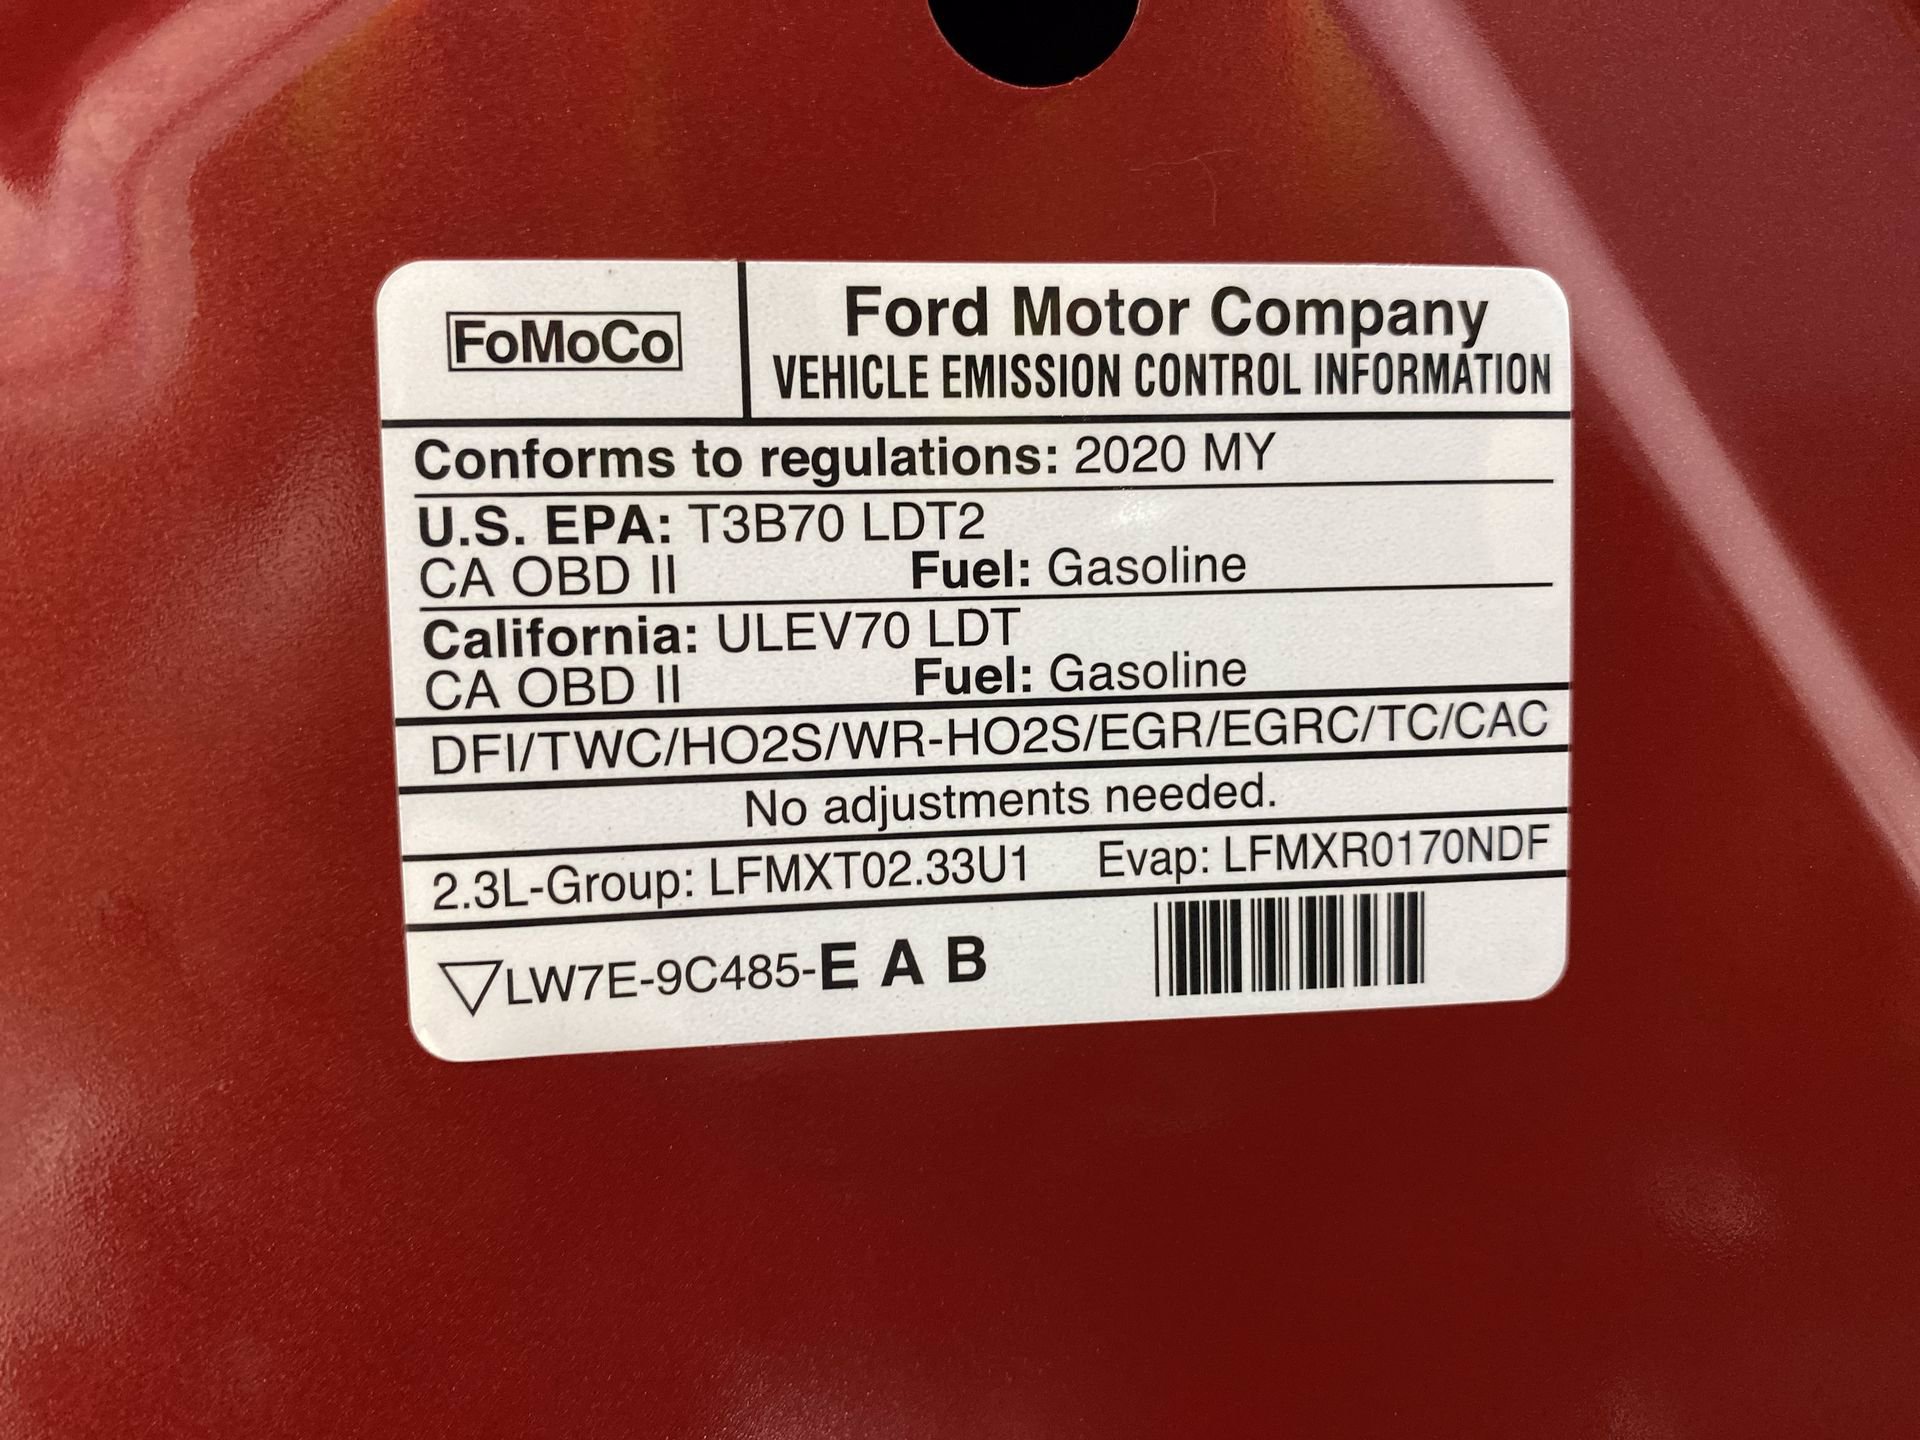 FoMoCo
Ford Motor Company
VEHICLE EMISSION CONTROL INFORMATION
Conforms to regulations: 2020 MY
U.S. EPA: T3B70 LDT2
CA OBD II Fuel: Gasoline
California: ULEV70 LDT
CA OBD II Fuel: Gasoline
DFI/TWC/HO2S/WR-HO2S/EGR/EGRC/TC/CAC
No adjustments needed.
2.3L-Group: LFMXT02.33U1 Evap: LFMXR0170NDF
LW7E-9C485-E A B